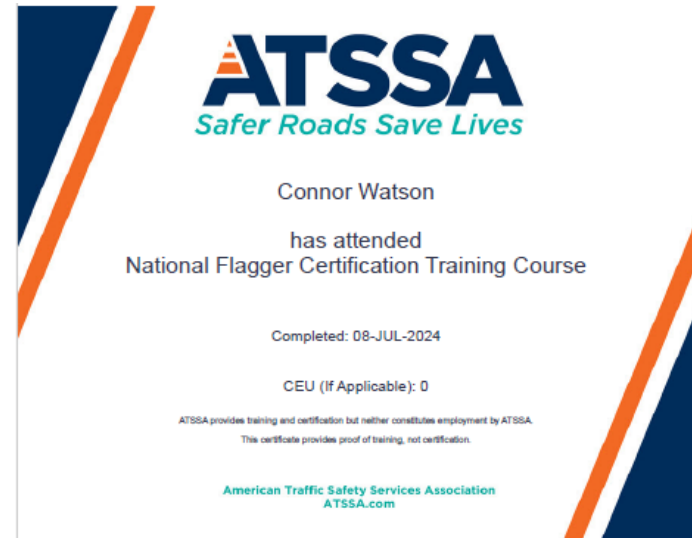 ATSSA
Safer Roads Save Lives
Connor Watson
has attended
National Flagger Certification Training Course
Completed: 08-JUL-2024
CEU (If Applicable): 0
ATSSA provides training and certification but neither constitutes employment by ATSSA.
This certificate provides proof of training, not certification.
American Traffic Safety Services Association
ATSSA.com